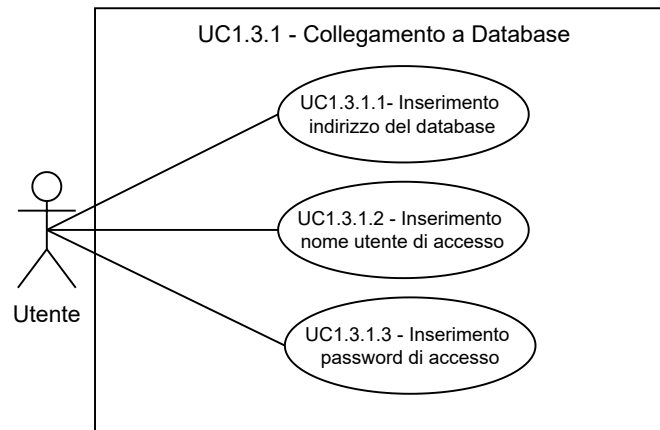 UC1.3.1 - Collegamento a Database
UC1.3.1.1- Inserimento
indirizzo del database
UC1.3.1.2 - Inserimento
nome utente di accesso
Utente
UC1.3.1.3 - Inserimento
password di accesso